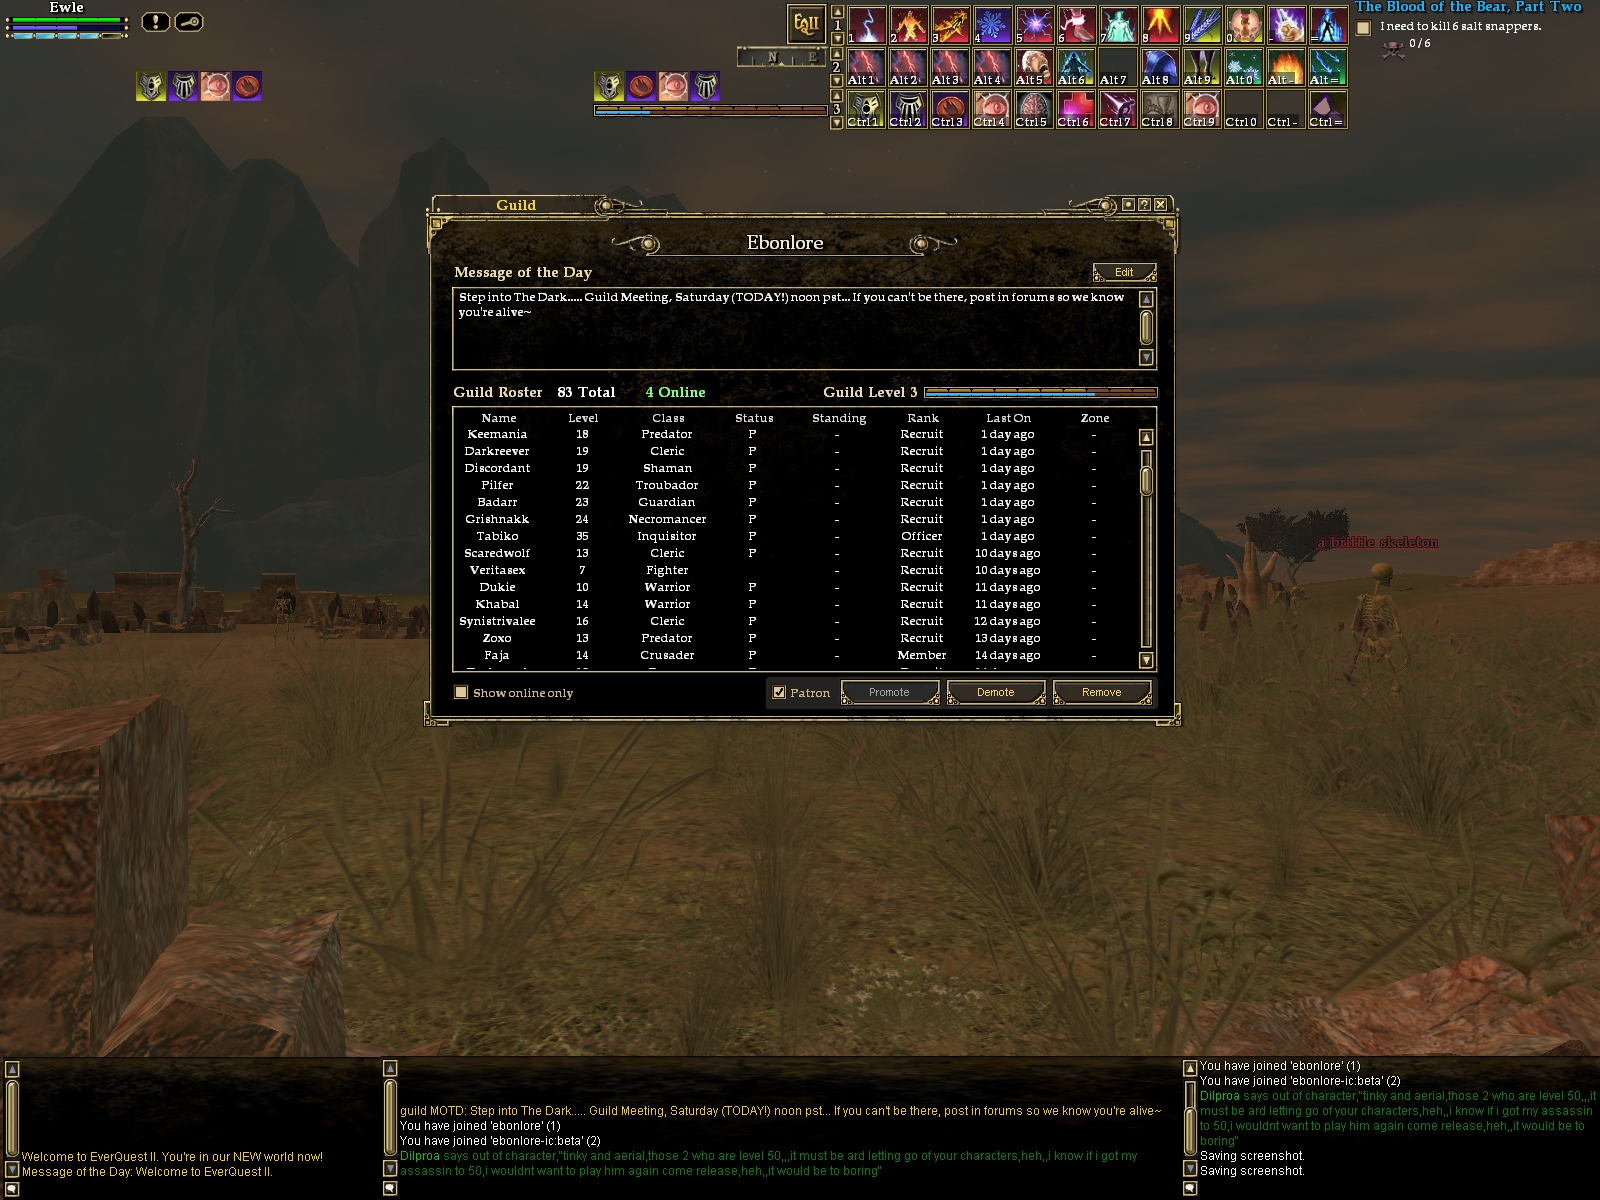 Ewle
EQII
The Blood of the Bear, Part Two
I need to kill 6 salt snappers.
0/6
1 2 3 4 5 6 7 8 9 0 - =
Alt1 Alt2 Alt3 Alt4 Alt5 Alt6 Alt7 Alt8 Alt9 Alt0 Alt- Alt=
Ctrl1 Ctrl2 Ctrl3 Ctrl4 Ctrl5 Ctrl6 Ctrl7 Ctrl8 Ctrl9 Ctrl0 Ctrl- Ctrl=
1
2
3
N E
Guild
Ebonlore
Message of the Day
Edit
Step into The Dark..... Guild Meeting, Saturday (TODAY!) noon pst... If you can't be there, post in forums so we know
you're alive~
Guild Roster 83 Total 4 Online Guild Level 3
Name Level Class Status Standing Rank Last On Zone
Keemania 18 Predator P - Recruit 1 day ago -
Darkreever 19 Cleric P - Recruit 1 day ago -
Discordant 19 Shaman P - Recruit 1 day ago -
Pilfer 22 Troubador P - Recruit 1 day ago -
Badarr 23 Guardian P - Recruit 1 day ago -
Grishnakk 24 Necromancer P - Recruit 1 day ago -
Tabiko 35 Inquisitor P - Officer 1 day ago -
Scaredwolf 13 Cleric P - Recruit 10 days ago -
Veritasex 7 Fighter - Recruit 10 days ago -
Dukie 10 Warrior P - Recruit 11 days ago -
Khabal 14 Warrior P - Recruit 11 days ago -
Synistrivalee 16 Cleric P - Recruit 12 days ago -
Zoxo 13 Predator P - Recruit 13 days ago -
Faja 14 Crusader P - Member 14 days ago -
Show online only
Patron
Promote
Demote
Remove
a brittle skeleton
Welcome to EverQuest II. You're in our NEW world now!
Message of the Day: Welcome to EverQuest II.
guild MOTD: Step into The Dark..... Guild Meeting, Saturday (TODAY!) noon pst... If you can't be there, post in forums so we know you're alive~
You have joined 'ebonlore' (1)
You have joined 'ebonlore-ic:beta' (2)
Dilproa says out of character,"tinky and aerial,those 2 who are level 50,,,it must be ard letting go of your characters,heh,,i know if i got my
assassin to 50,i wouldnt want to play him again come release,heh,,it would be to boring"
You have joined 'ebonlore' (1)
You have joined 'ebonlore-ic:beta' (2)
Dilproa says out of character,"tinky and aerial,those 2 who are level 50,,,it
must be ard letting go of your characters,heh,,i know if i got my assassin
to 50,i wouldnt want to play him again come release,heh,,it would be to
boring"
Saving screenshot.
Saving screenshot.